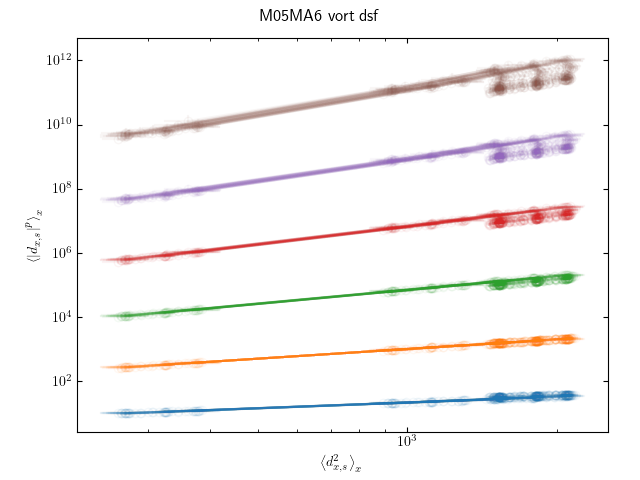 M05MA6 vort dsf
10^{12}
10^{10}
10^{8}
10^{6}
10^{4}
10^{2}
⟨|d_{x,s}|^p⟩_x
10^3
⟨d_{x,s}^2⟩_x